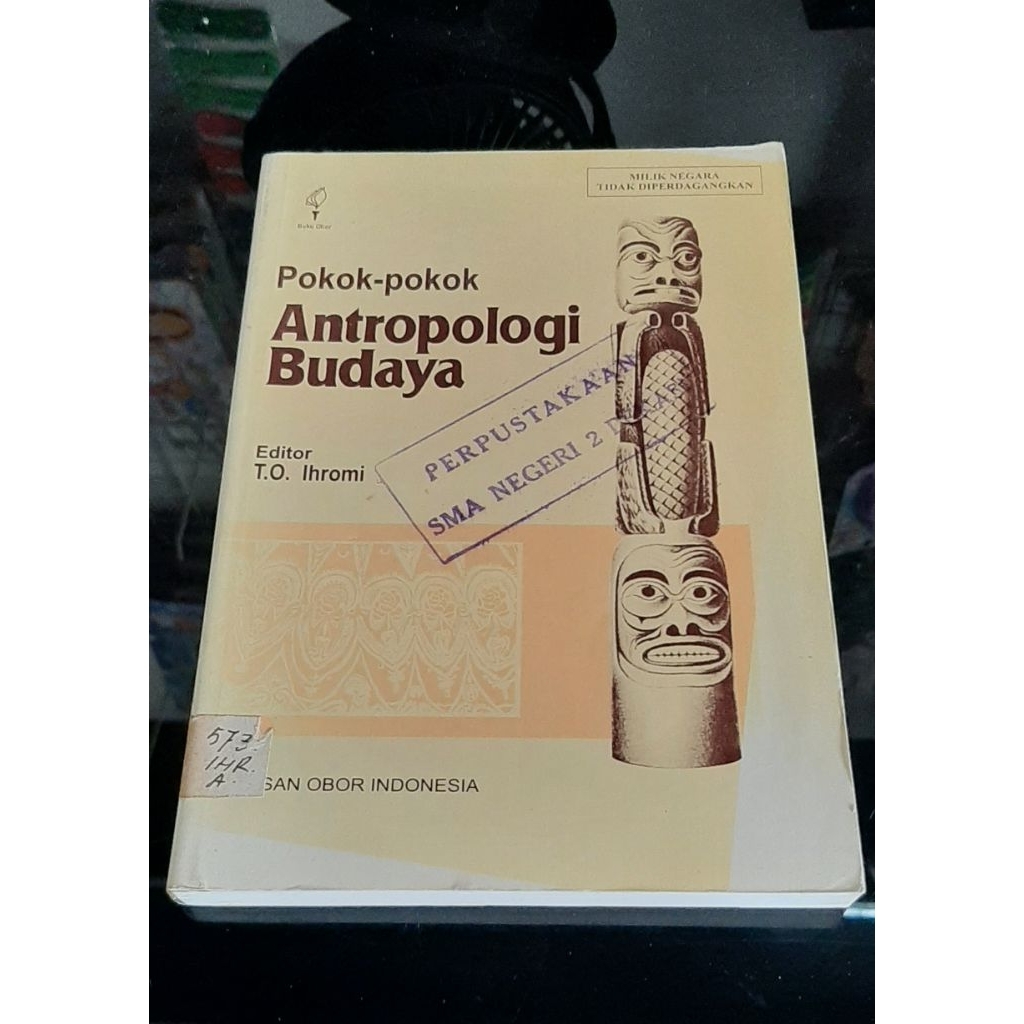 MILIK NEGARA
TIDAK DIPERDAGANGKAN
Buku Obor
Pokok-pokok
Antropologi
Budaya
Editor
T.O. Ihromi
PERPUSTAKAAN
SMA NEGERI 2
573
IHR.
A
SAN OBOR INDONESIA